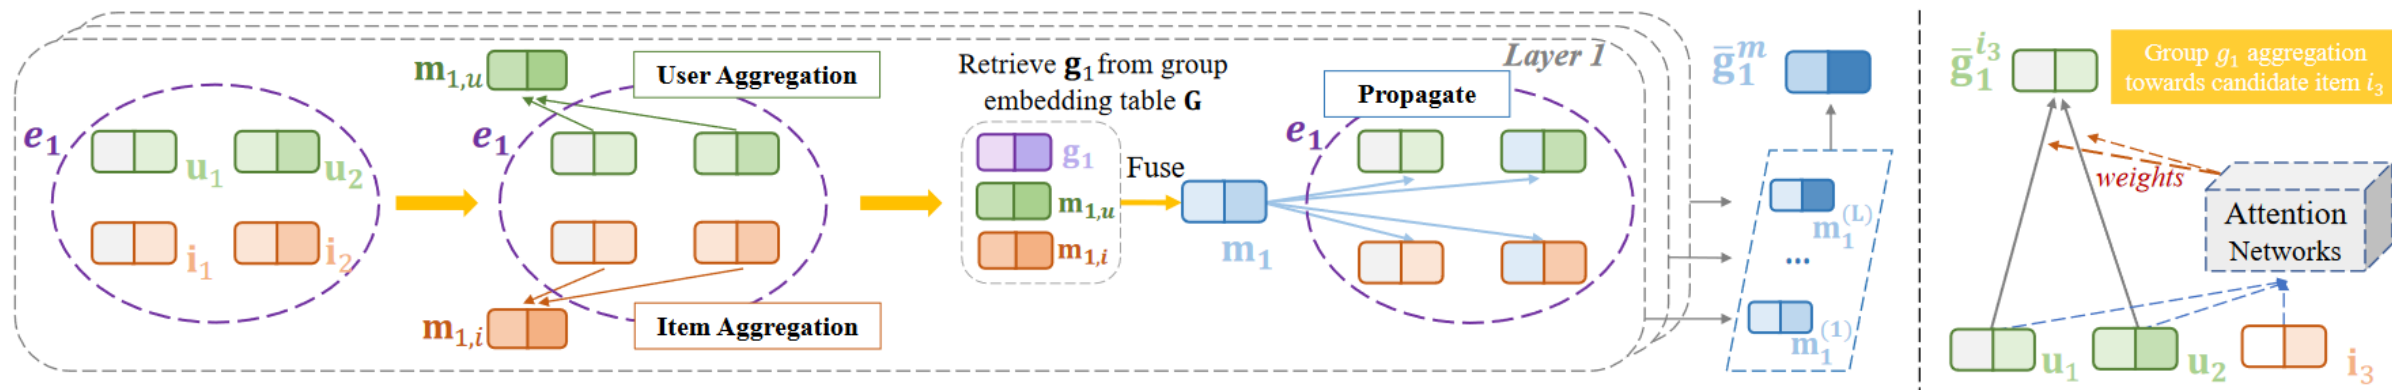 e₁
u₁
u₂
i₁
i₂
m₁,ᵤ
User Aggregation
e₁
m₁,ᵢ
Item Aggregation
Retrieve g₁ from group
embedding table G
g₁
m₁,ᵤ
m₁,ᵢ
Fuse
m₁
Layer 1
Propagate
e₁
ḡ₁ᵐ
m₁^(L)
...
m₁^(1)
ḡ₁^i₃
Group g₁ aggregation
towards candidate item i₃
weights
Attention
Networks
u₁
u₂
i₃